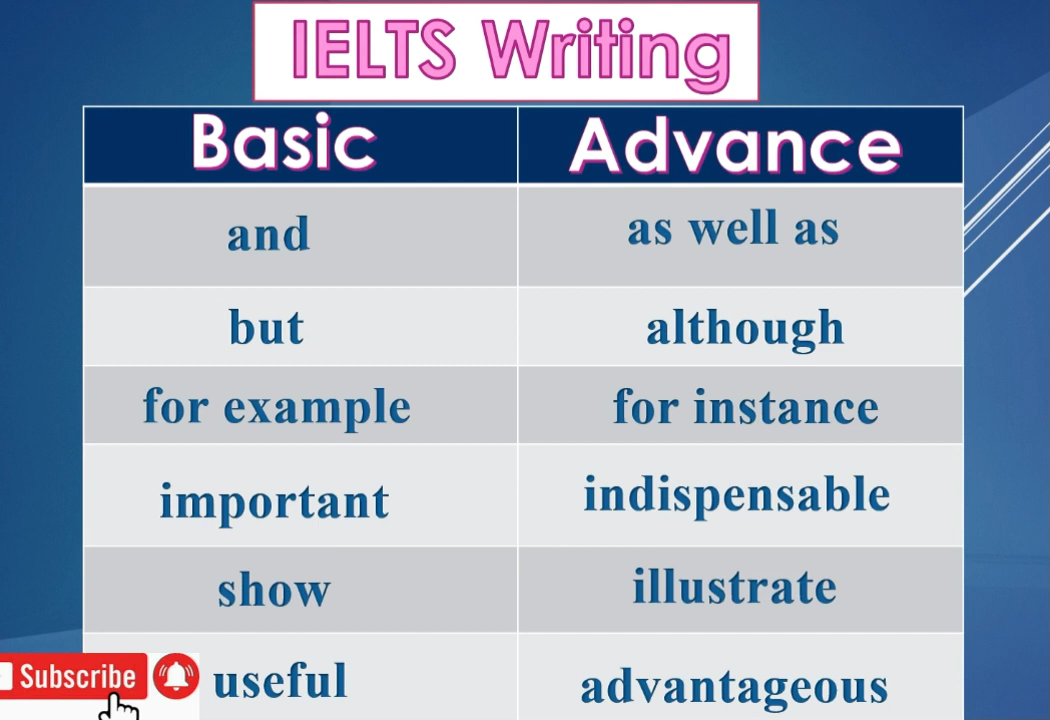 IELTS Writing
Basic Advance
and as well as
but although
for example for instance
important indispensable
show illustrate
useful advantageous
Subscribe